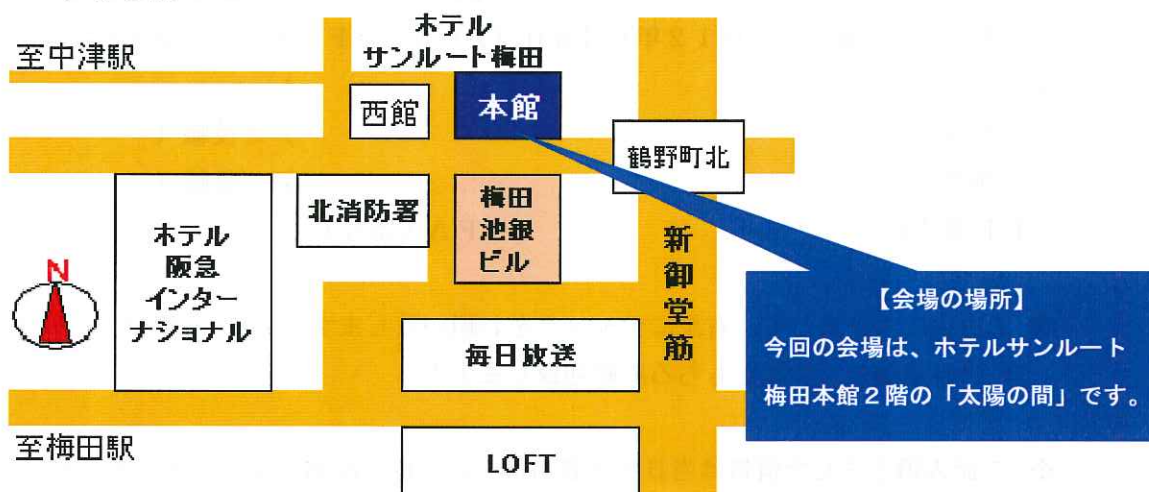 ホテル
サンルート梅田
至中津駅
西館
本館
鶴野町北
北消防署
梅田
池銀
ビル
ホテル
阪急
インター
ナショナル
N
新御堂筋
毎日放送
【会場の場所】
今回の会場は、ホテルサンルート
梅田本館2階の「太陽の間」です。
至梅田駅
LOFT